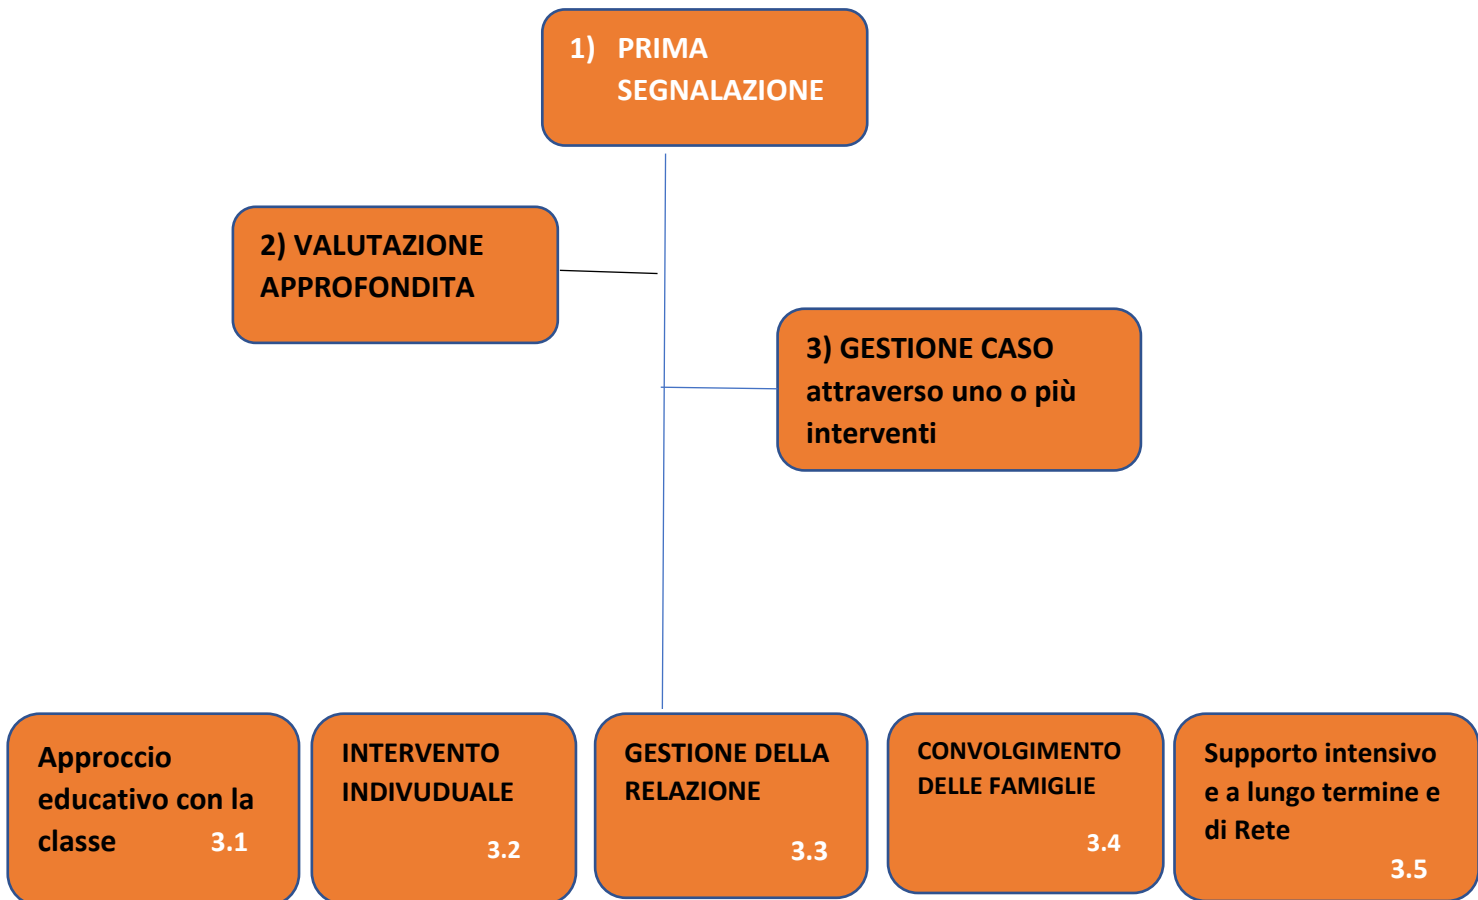 1) PRIMA
SEGNALAZIONE
2) VALUTAZIONE
APPROFONDITA
3) GESTIONE CASO
attraverso uno o più
interventi
Approccio
educativo con la
classe 3.1
INTERVENTO
INDIVUDUALE
3.2
GESTIONE DELLA
RELAZIONE
3.3
CONVOLGIMENTO
DELLE FAMIGLIE
3.4
Supporto intensivo
e a lungo termine e
di Rete
3.5